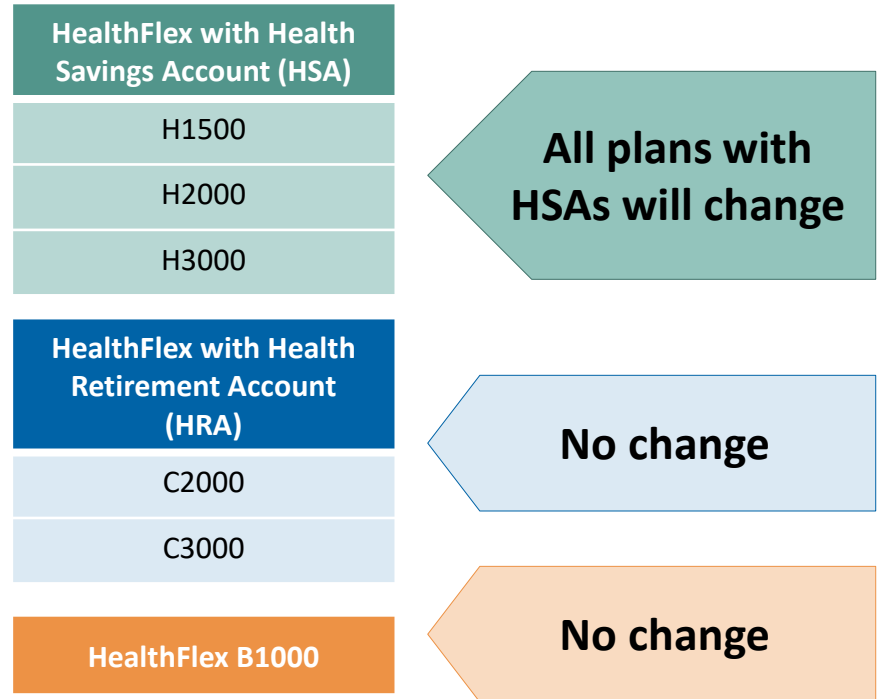 HealthFlex with Health
Savings Account (HSA)
H1500
H2000
H3000
All plans with
HSAs will change
HealthFlex with Health
Retirement Account
(HRA)
C2000
C3000
No change
HealthFlex B1000
No change